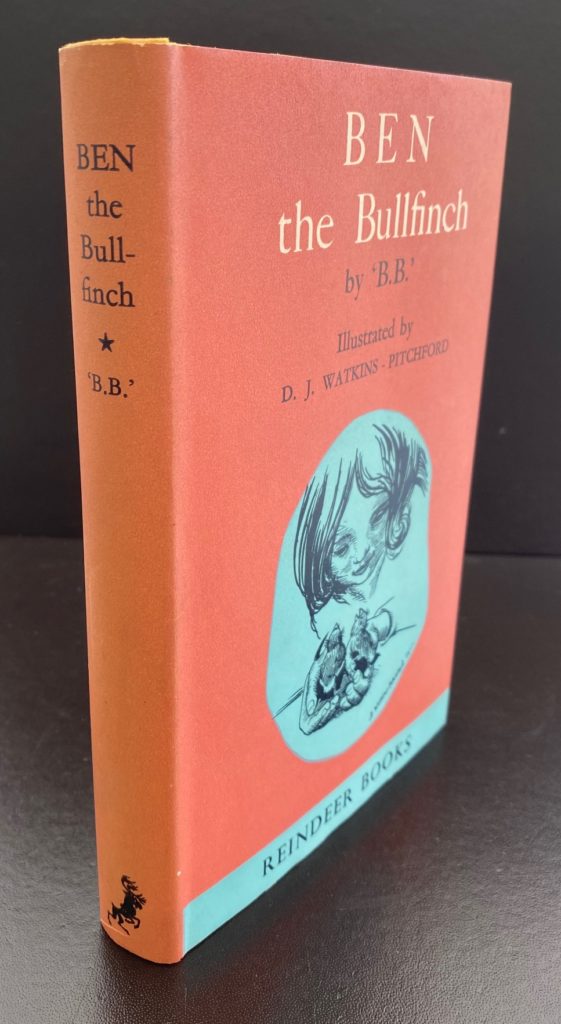 BEN
the
Bull-
finch
★
'B.B.'
BEN
the Bullfinch
by 'B.B.'
Illustrated by
D. J. WATKINS - PITCHFORD
REINDEER BOOKS